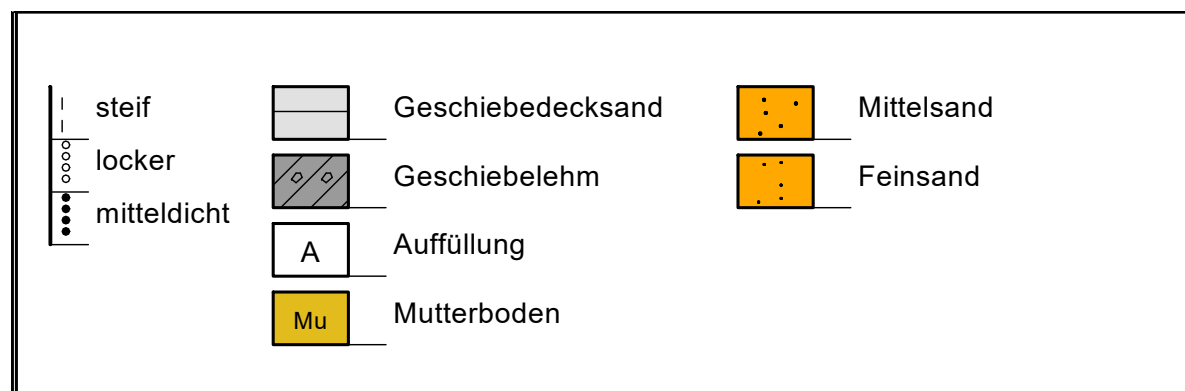 steif
locker
mitteldicht
Geschiebedecksand
Geschiebelehm
A Auffüllung
Mu Mutterboden
Mittelsand
Feinsand